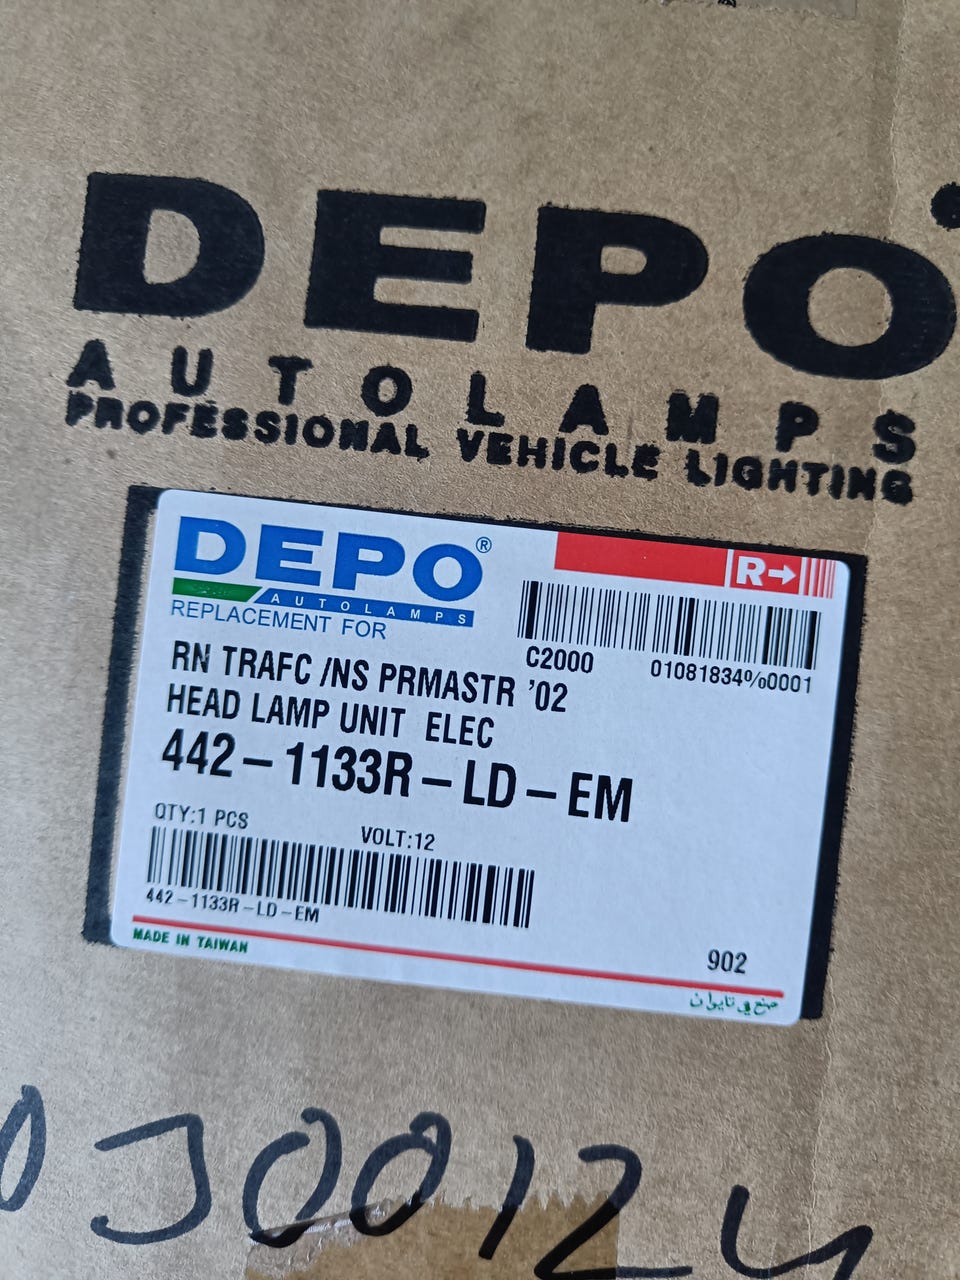 DEPO
AUTOLAMPS
PROFESSIONAL VEHICLE LIGHTING
DEPO®
AUTOLAMPS
REPLACEMENT FOR
R→
C2000 01081834%0001
RN TRAFC /NS PRMASTR '02
HEAD LAMP UNIT ELEC
442-1133R-LD-EM
QTY:1 PCS VOLT:12
442-1133R-LD-EM
902
MADE IN TAIWAN
صنع في تايوان
J0012